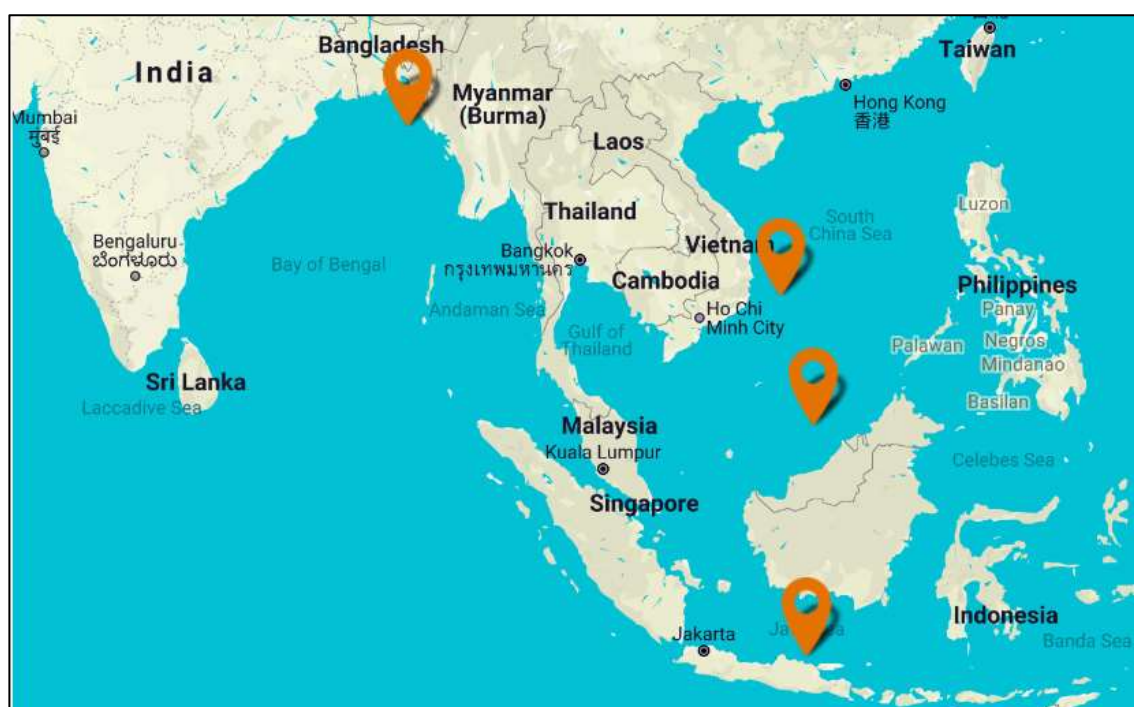 Bangladesh
India
Taiwan
Myanmar
(Burma)
Hong Kong
香港
Mumbai
मुंबई
Laos
Luzon
Thailand
South
China Sea
Bengaluru
ಬೆಂಗಳೂರು
Vietnam
Bay of Bengal
Bangkok
กรุงเทพมหานคร
Cambodia
Philippines
Panay
Andaman Sea
Ho Chi
Minh City
Gulf of
Thailand
Palawan
Negros
Mindanao
Sri Lanka
Laccadive Sea
Basilan
Malaysia
Kuala Lumpur
Celebes Sea
Singapore
Indonesia
Jakarta
Banda Sea